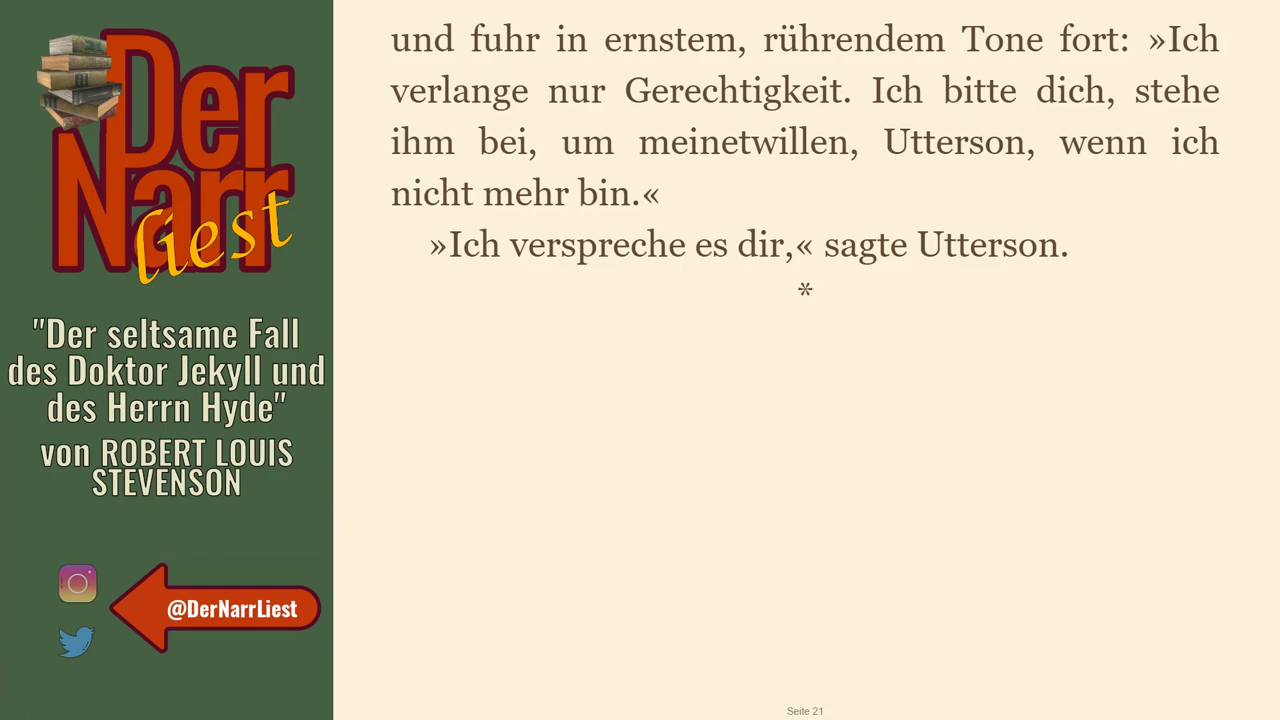 Der
Narr
liest
"Der seltsame Fall
des Doktor Jekyll und
des Herrn Hyde"
von ROBERT LOUIS
STEVENSON
@DerNarrLiest
und fuhr in ernstem, rührendem Tone fort: »Ich
verlange nur Gerechtigkeit. Ich bitte dich, stehe
ihm bei, um meinetwillen, Utterson, wenn ich
nicht mehr bin.«
»Ich verspreche es dir,« sagte Utterson.
*
Seite 21